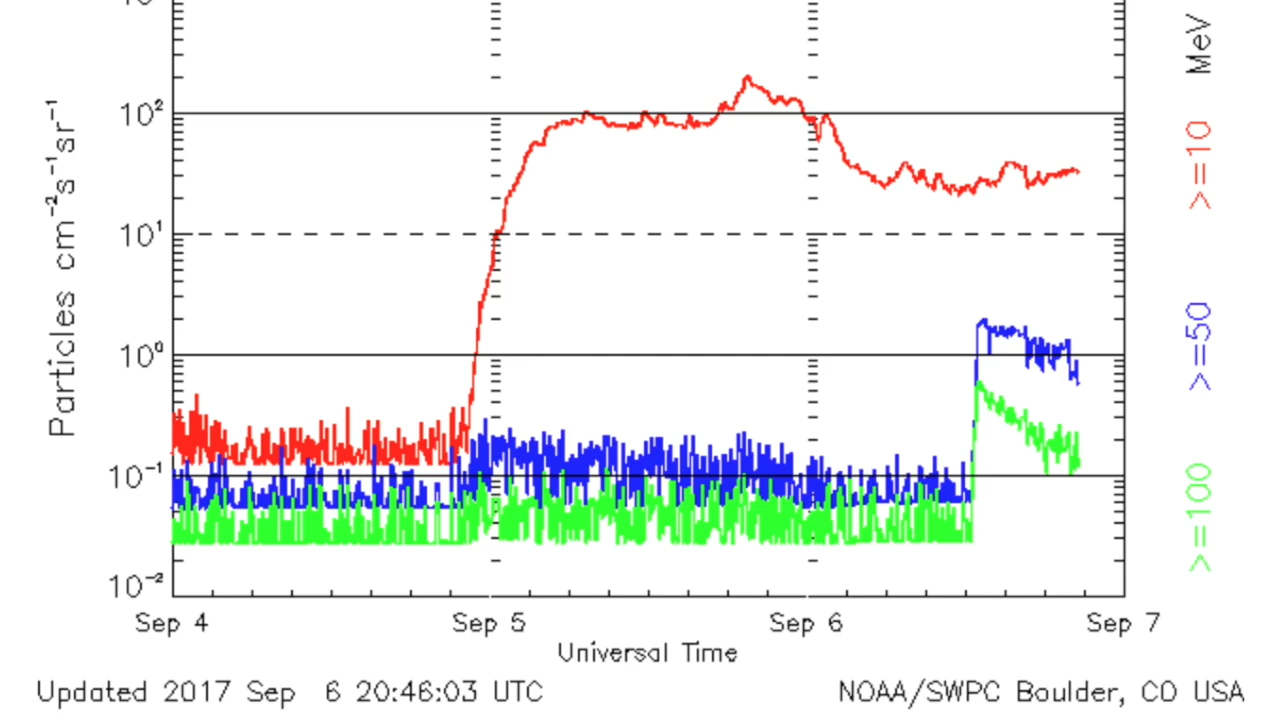 Particles cm⁻²s⁻¹sr⁻¹
10²
10¹
10⁰
10⁻¹
10⁻²
Sep 4
Sep 5
Sep 6
Sep 7
Universal Time
Updated 2017 Sep 6 20:46:03 UTC
NOAA/SWPC Boulder, CO USA
>=100
>=50
>=10
MeV